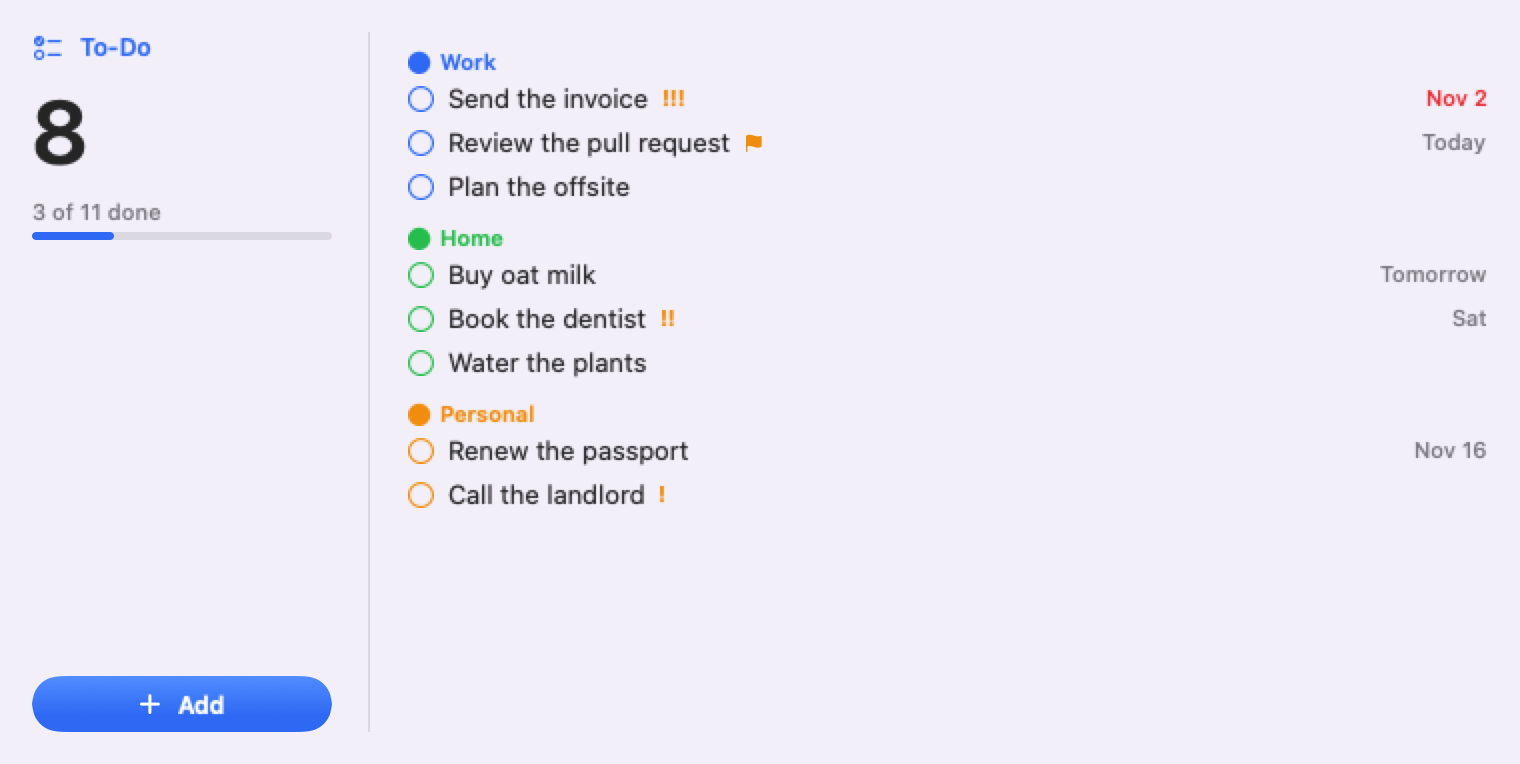 To-Do
8
3 of 11 done
Add
Work
Send the invoice !!! Nov 2
Review the pull request Today
Plan the offsite
Home
Buy oat milk Tomorrow
Book the dentist !! Sat
Water the plants
Personal
Renew the passport Nov 16
Call the landlord !